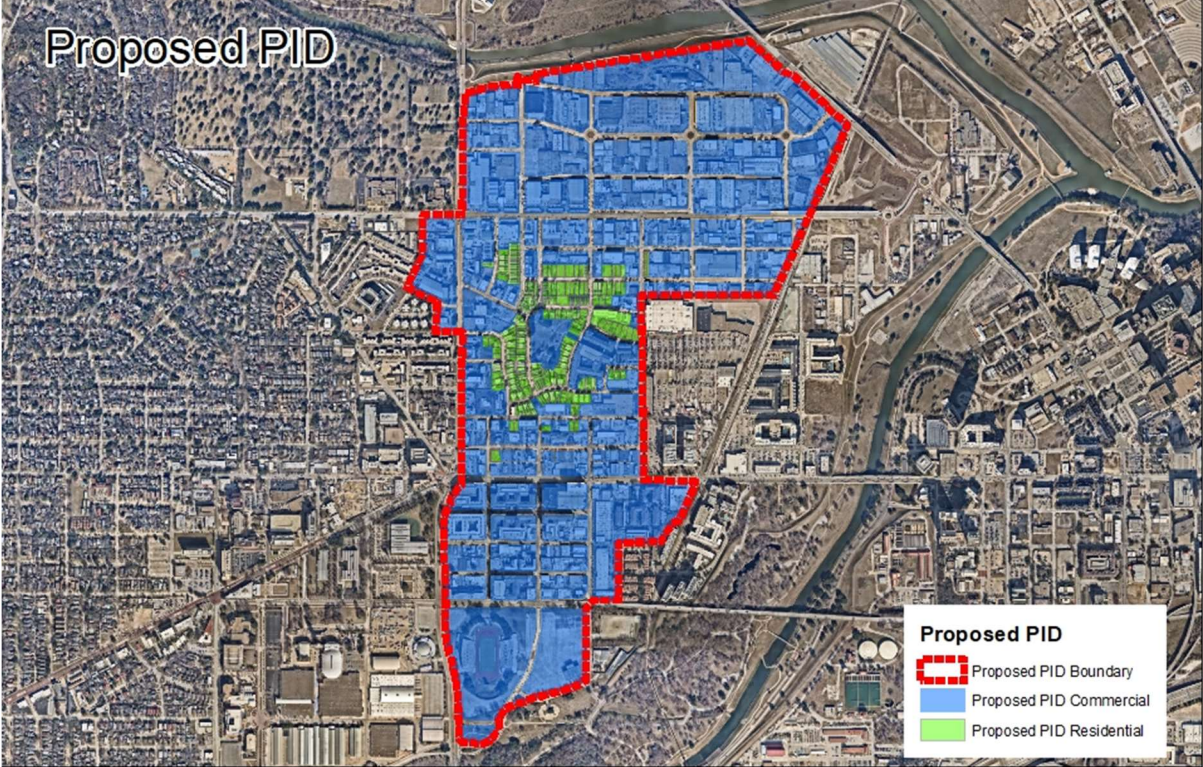 Proposed PID
Proposed PID
Proposed PID Boundary
Proposed PID Commercial
Proposed PID Residential